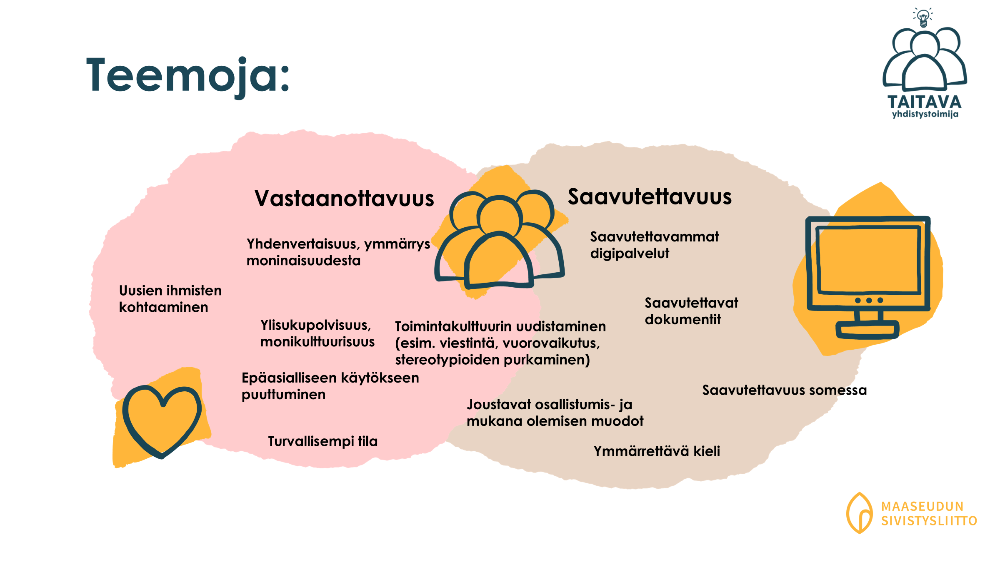 TAITAVA
yhdistystoimija
Teemoja:
Vastaanottavuus
Yhdenvertaisuus, ymmärrys
moninaisuudesta
Uusien ihmisten
kohtaaminen
Ylisukupolvisuus,
monikulttuurisuus
Toimintakulttuurin uudistaminen
(esim. viestintä, vuorovaikutus,
stereotypioiden purkaminen)
Epäasialliseen käytökseen
puuttuminen
Turvallisempi tila
Saavutettavuus
Saavutettavammat
digipalvelut
Saavutettavat
dokumentit
Saavutettavuus somessa
Joustavat osallistumis- ja
mukana olemisen muodot
Ymmärrettävä kieli
MAASEUDUN
SIVISTYSLIITTO